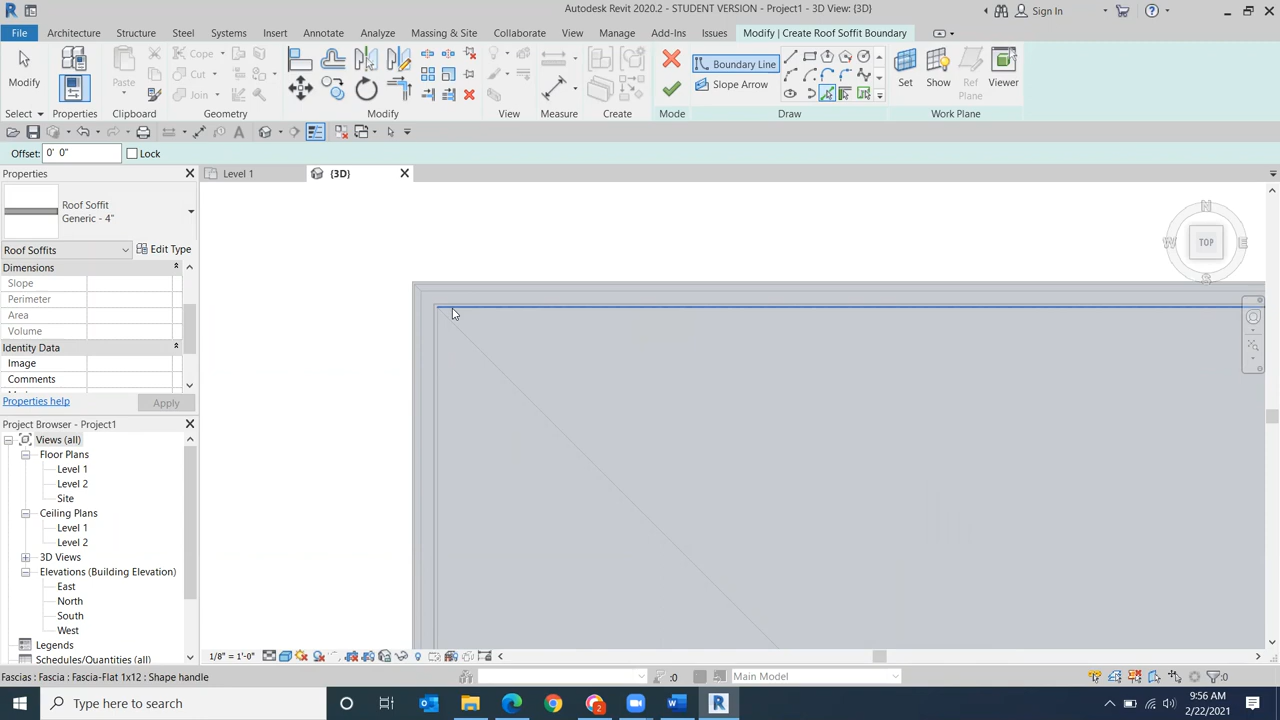 Autodesk Revit 2020.2 - STUDENT VERSION - Project1 - 3D View: {3D}
Sign In
File Architecture Structure Steel Systems Insert Annotate Analyze Massing & Site Collaborate View Manage Add-Ins Issues Modify | Create Roof Soffit Boundary
Modify Paste Cope Cut Join Boundary Line Slope Arrow Set Show Ref Plane Viewer
Select Properties Clipboard Geometry Modify View Measure Create Mode Draw Work Plane
Offset: 0' 0" Lock
Properties
Level 1
{3D}
Roof Soffit
Generic - 4"
Roof Soffits
Edit Type
Dimensions
Slope
Perimeter
Area
Volume
Identity Data
Image
Comments
Properties help
Apply
N
W TOP E
S
Project Browser - Project1
Views (all)
Floor Plans
Level 1
Level 2
Site
Ceiling Plans
Level 1
Level 2
3D Views
Elevations (Building Elevation)
East
North
South
West
Legends
Schedules/Quantities (all)
1/8" = 1'-0"
Fascias : Fascia : Fascia-Flat 1x12 : Shape handle
:0
Main Model
:0
Type here to search
2
9:56 AM
2/22/2021